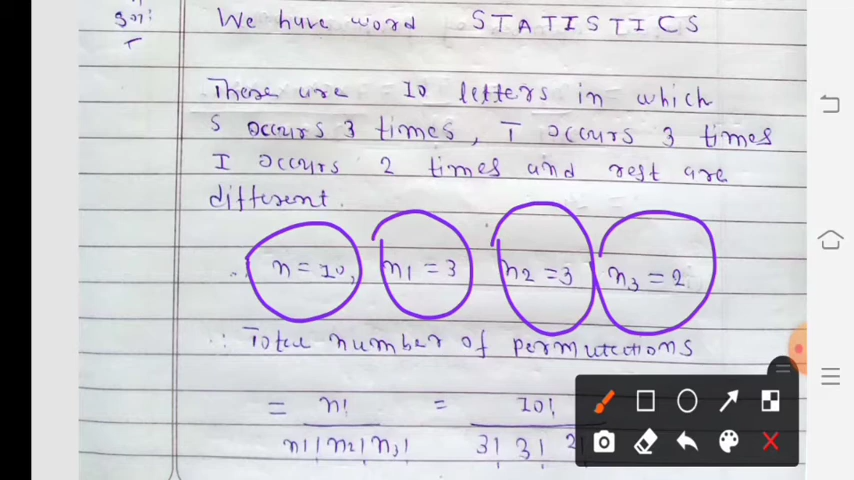 We have word STATISTICS
There are 10 letters in which
S occurs 3 times, T occurs 3 times
I occurs 2 times and rest are
different.
∴ n = 10, n1 = 3 n2 = 3 n3 = 2
∴ Total number of permutations
= n! / n1! n2! n3! = 10! / 3! 3! 2!